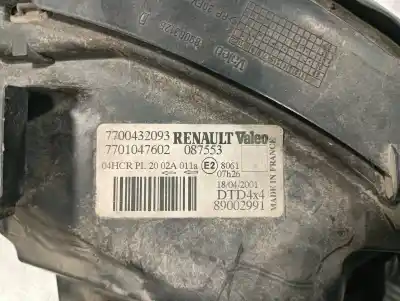 7700432093 RENAULT Valeo
7701047602 087553
04HCR PL 20 02A 011a E2 8061
07h26
18/04/2001
DTD4x4
89002991
MADE IN FRANCE